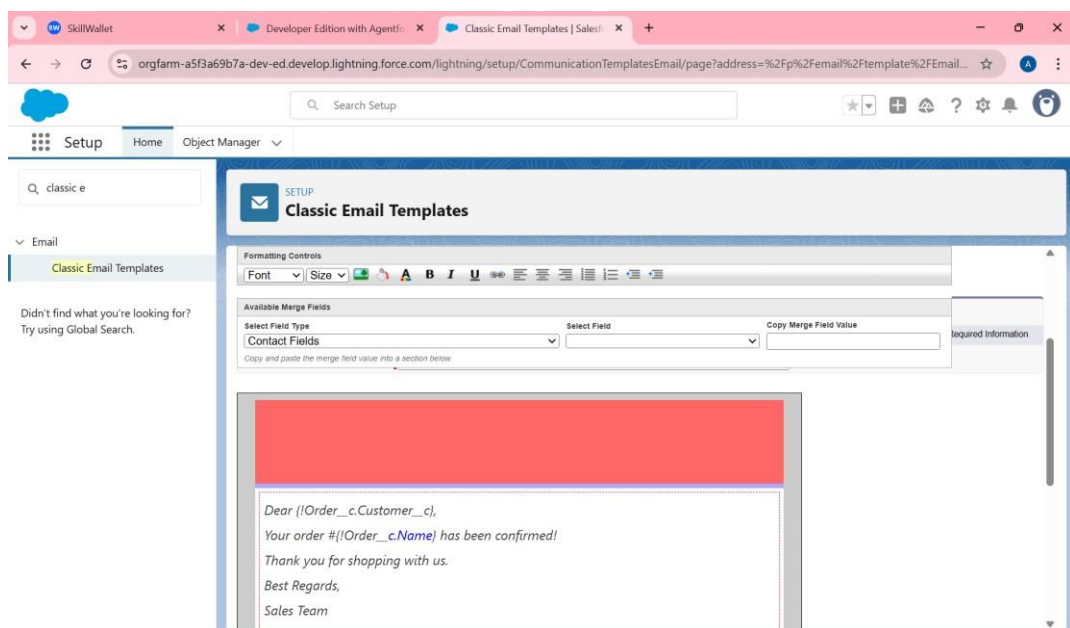 SkillWallet
Developer Edition with Agentfo
Classic Email Templates | Salesf
orgfarm-a5f3a69b7a-dev-ed.develop.lightning.force.com/lightning/setup/CommunicationTemplatesEmail/page?address=%2Fp%2Femail%2Ftemplate%2FEmail...
A
Search Setup
Setup
Home
Object Manager
classic e
SETUP
Classic Email Templates
Email
Classic Email Templates
Didn't find what you're looking for?
Try using Global Search.
Formatting Controls
Font
Size
A B I U
Available Merge Fields
Select Field Type
Select Field
Copy Merge Field Value
Contact Fields
Copy and paste the merge field value into a section below.
Required Information
Dear {!Order__c.Customer__c},
Your order #{!Order__c.Name} has been confirmed!
Thank you for shopping with us.
Best Regards,
Sales Team